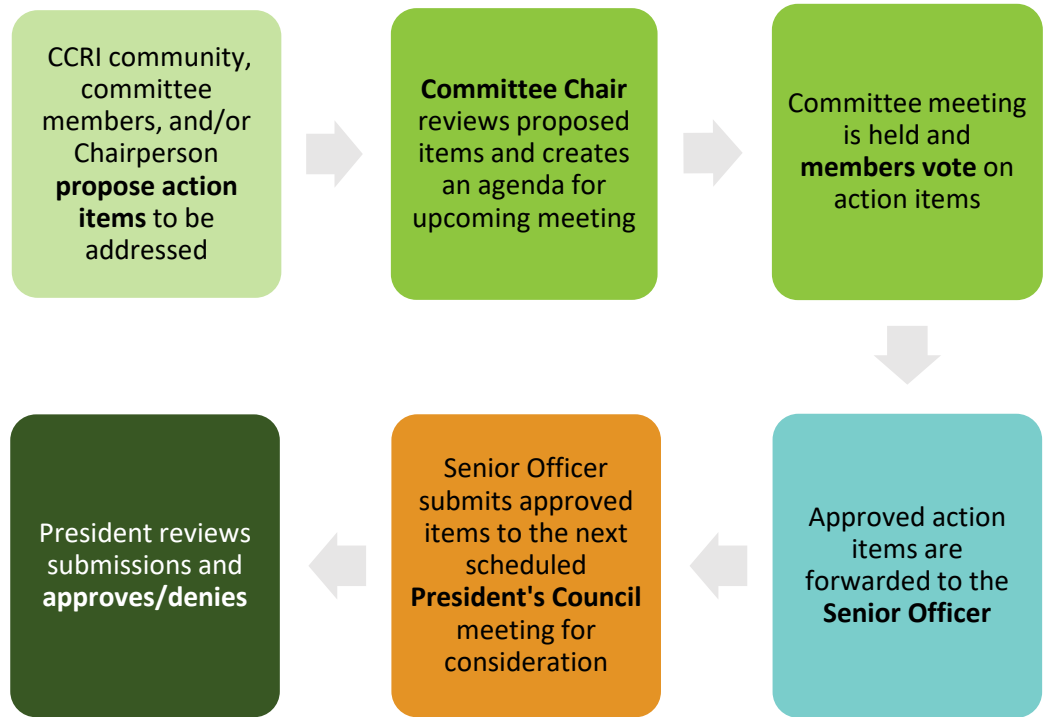 CCRI community,
committee
members, and/or
Chairperson
propose action
items to be
addressed
Committee Chair
reviews proposed
items and creates
an agenda for
upcoming meeting
Committee meeting
is held and
members vote on
action items
Approved action
items are
forwarded to the
Senior Officer
Senior Officer
submits approved
items to the next
scheduled
President's Council
meeting for
consideration
President reviews
submissions and
approves/denies